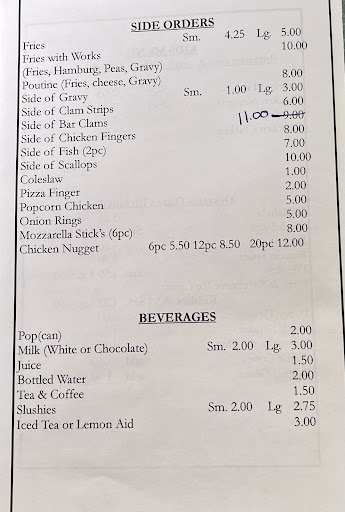 SIDE ORDERS
Fries Sm. 4.25 Lg. 5.00
Fries with Works 10.00
(Fries, Hamburg, Peas, Gravy)
Poutine (Fries, cheese, Gravy) 8.00
Side of Gravy Sm. 1.00 Lg. 3.00
Side of Clam Strips 6.00
Side of Bar Clams 11.00 9.00
Side of Chicken Fingers 8.00
Side of Fish (2pc) 7.00
Side of Scallops 10.00
Coleslaw 1.00
Pizza Finger 2.00
Popcorn Chicken 5.00
Onion Rings 5.00
Mozzarella Stick's (6pc) 8.00
Chicken Nugget 6pc 5.50 12pc 8.50 20pc 12.00
BEVERAGES
Pop(can) 2.00
Milk (White or Chocolate) Sm. 2.00 Lg. 3.00
Juice 1.50
Bottled Water 2.00
Tea & Coffee 1.50
Slushies Sm. 2.00 Lg 2.75
Iced Tea or Lemon Aid 3.00